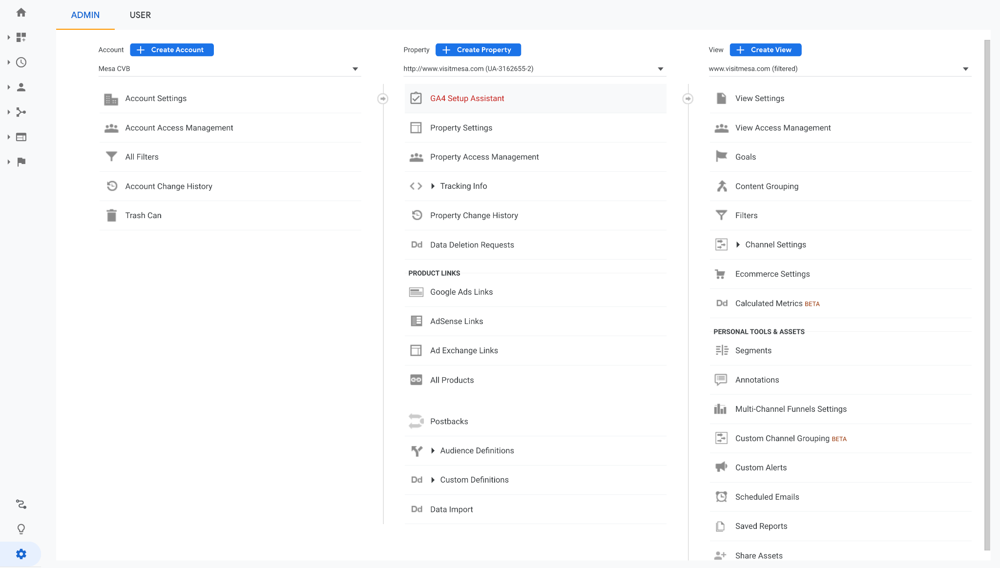 ADMIN
USER
Account
Create Account
Mesa CVB
Account Settings
Account Access Management
All Filters
Account Change History
Trash Can
Property
Create Property
http://www.visitmesa.com (UA-3162655-2)
GA4 Setup Assistant
Property Settings
Property Access Management
Tracking Info
Property Change History
Dd Data Deletion Requests
PRODUCT LINKS
Google Ads Links
AdSense Links
Ad Exchange Links
All Products
Postbacks
Audience Definitions
Dd Custom Definitions
Dd Data Import
View
Create View
www.visitmesa.com (filtered)
View Settings
View Access Management
Goals
Content Grouping
Filters
Channel Settings
Ecommerce Settings
Dd Calculated Metrics BETA
PERSONAL TOOLS & ASSETS
Segments
Annotations
Multi-Channel Funnels Settings
Custom Channel Grouping BETA
Custom Alerts
Scheduled Emails
Saved Reports
Share Assets